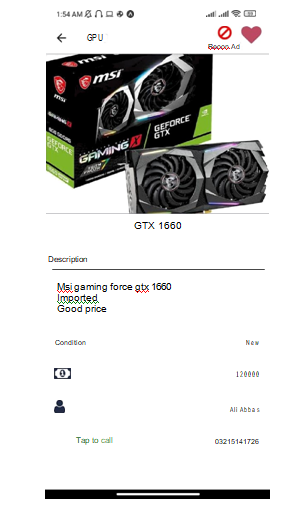 1:54 AM
GPU
Ad
msi
msi
GEFORCE
GTX
GAMING X
GTX 1660
Description
Msi gaming force gtx 1660
Imported
Good price
Condition
New
120000
Ali Abbas
Tap to call
03215141726